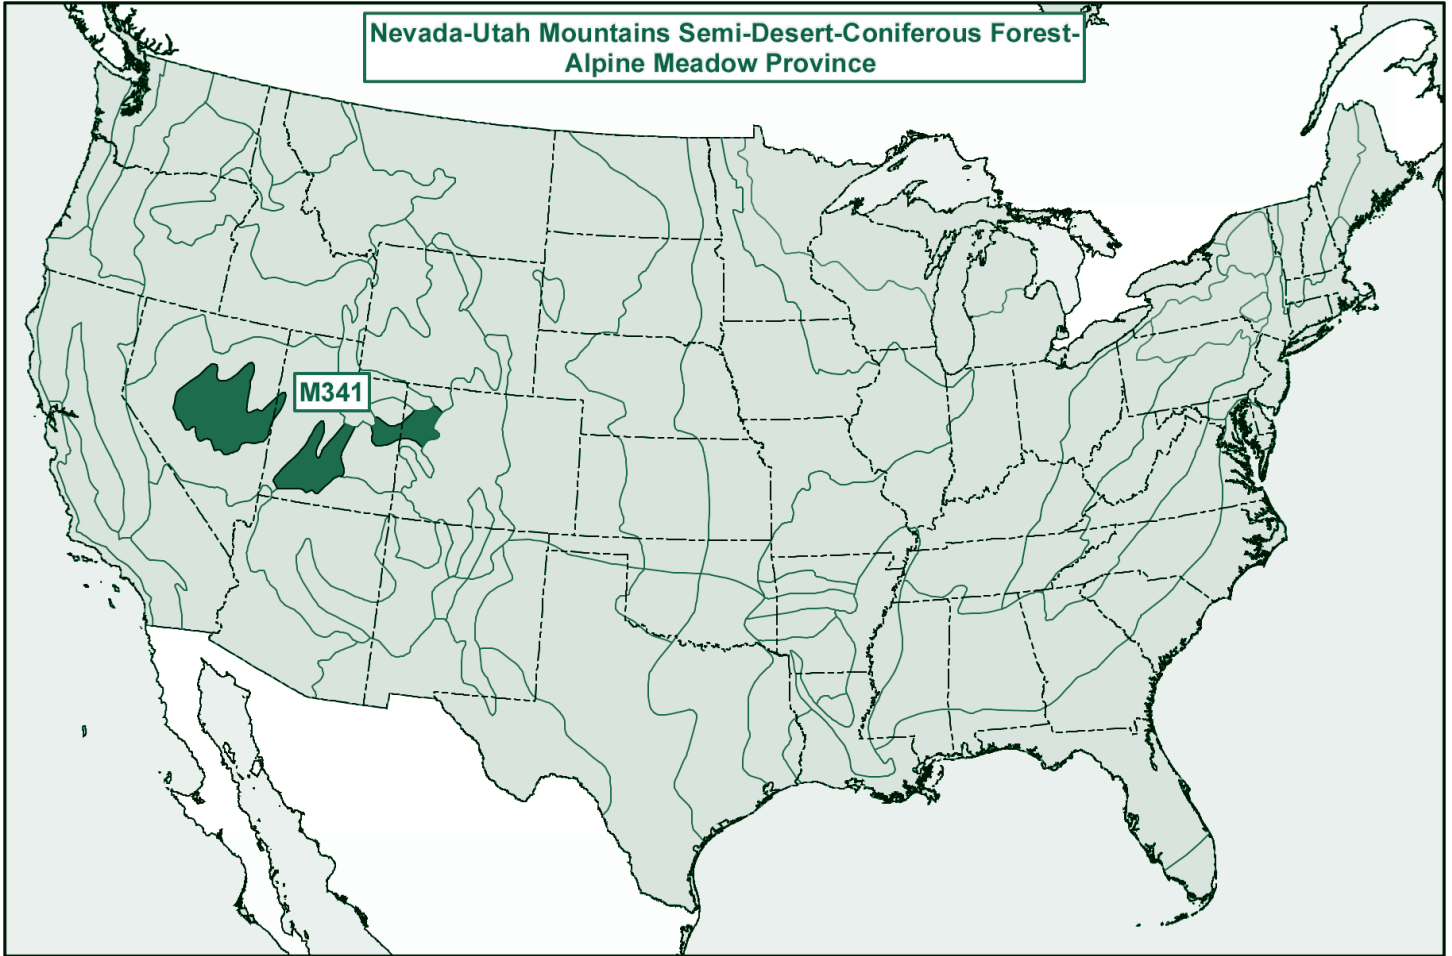 Nevada-Utah Mountains Semi-Desert-Coniferous Forest-
Alpine Meadow Province
M341